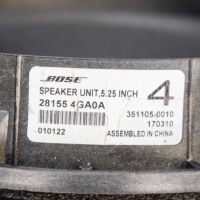 BOSE
SPEAKER UNIT,5.25 INCH
28155 4GA0A
4
351105-0010
170310
010122
ASSEMBLED IN CHINA